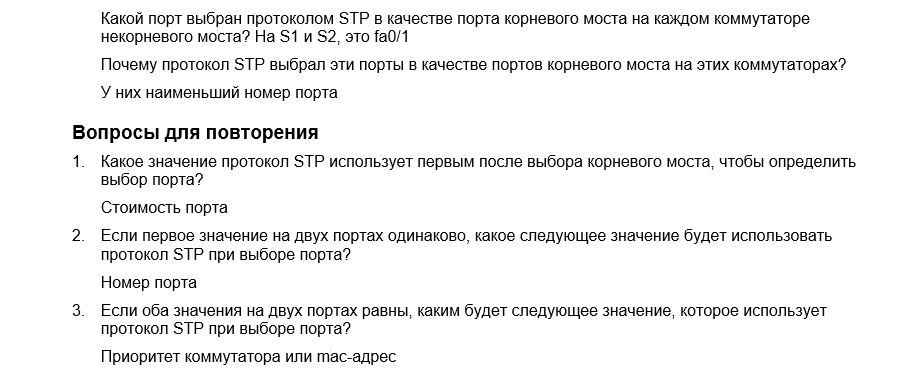 Какой порт выбран протоколом STP в качестве порта корневого моста на каждом коммутаторе
некорневого моста? На S1 и S2, это fa0/1
Почему протокол STP выбрал эти порты в качестве портов корневого моста на этих коммутаторах?
У них наименьший номер порта
Вопросы для повторения
1. Какое значение протокол STP использует первым после выбора корневого моста, чтобы определить
выбор порта?
Стоимость порта
2. Если первое значение на двух портах одинаково, какое следующее значение будет использовать
протокол STP при выборе порта?
Номер порта
3. Если оба значения на двух портах равны, каким будет следующее значение, которое использует
протокол STP при выборе порта?
Приоритет коммутатора или mac-адрес